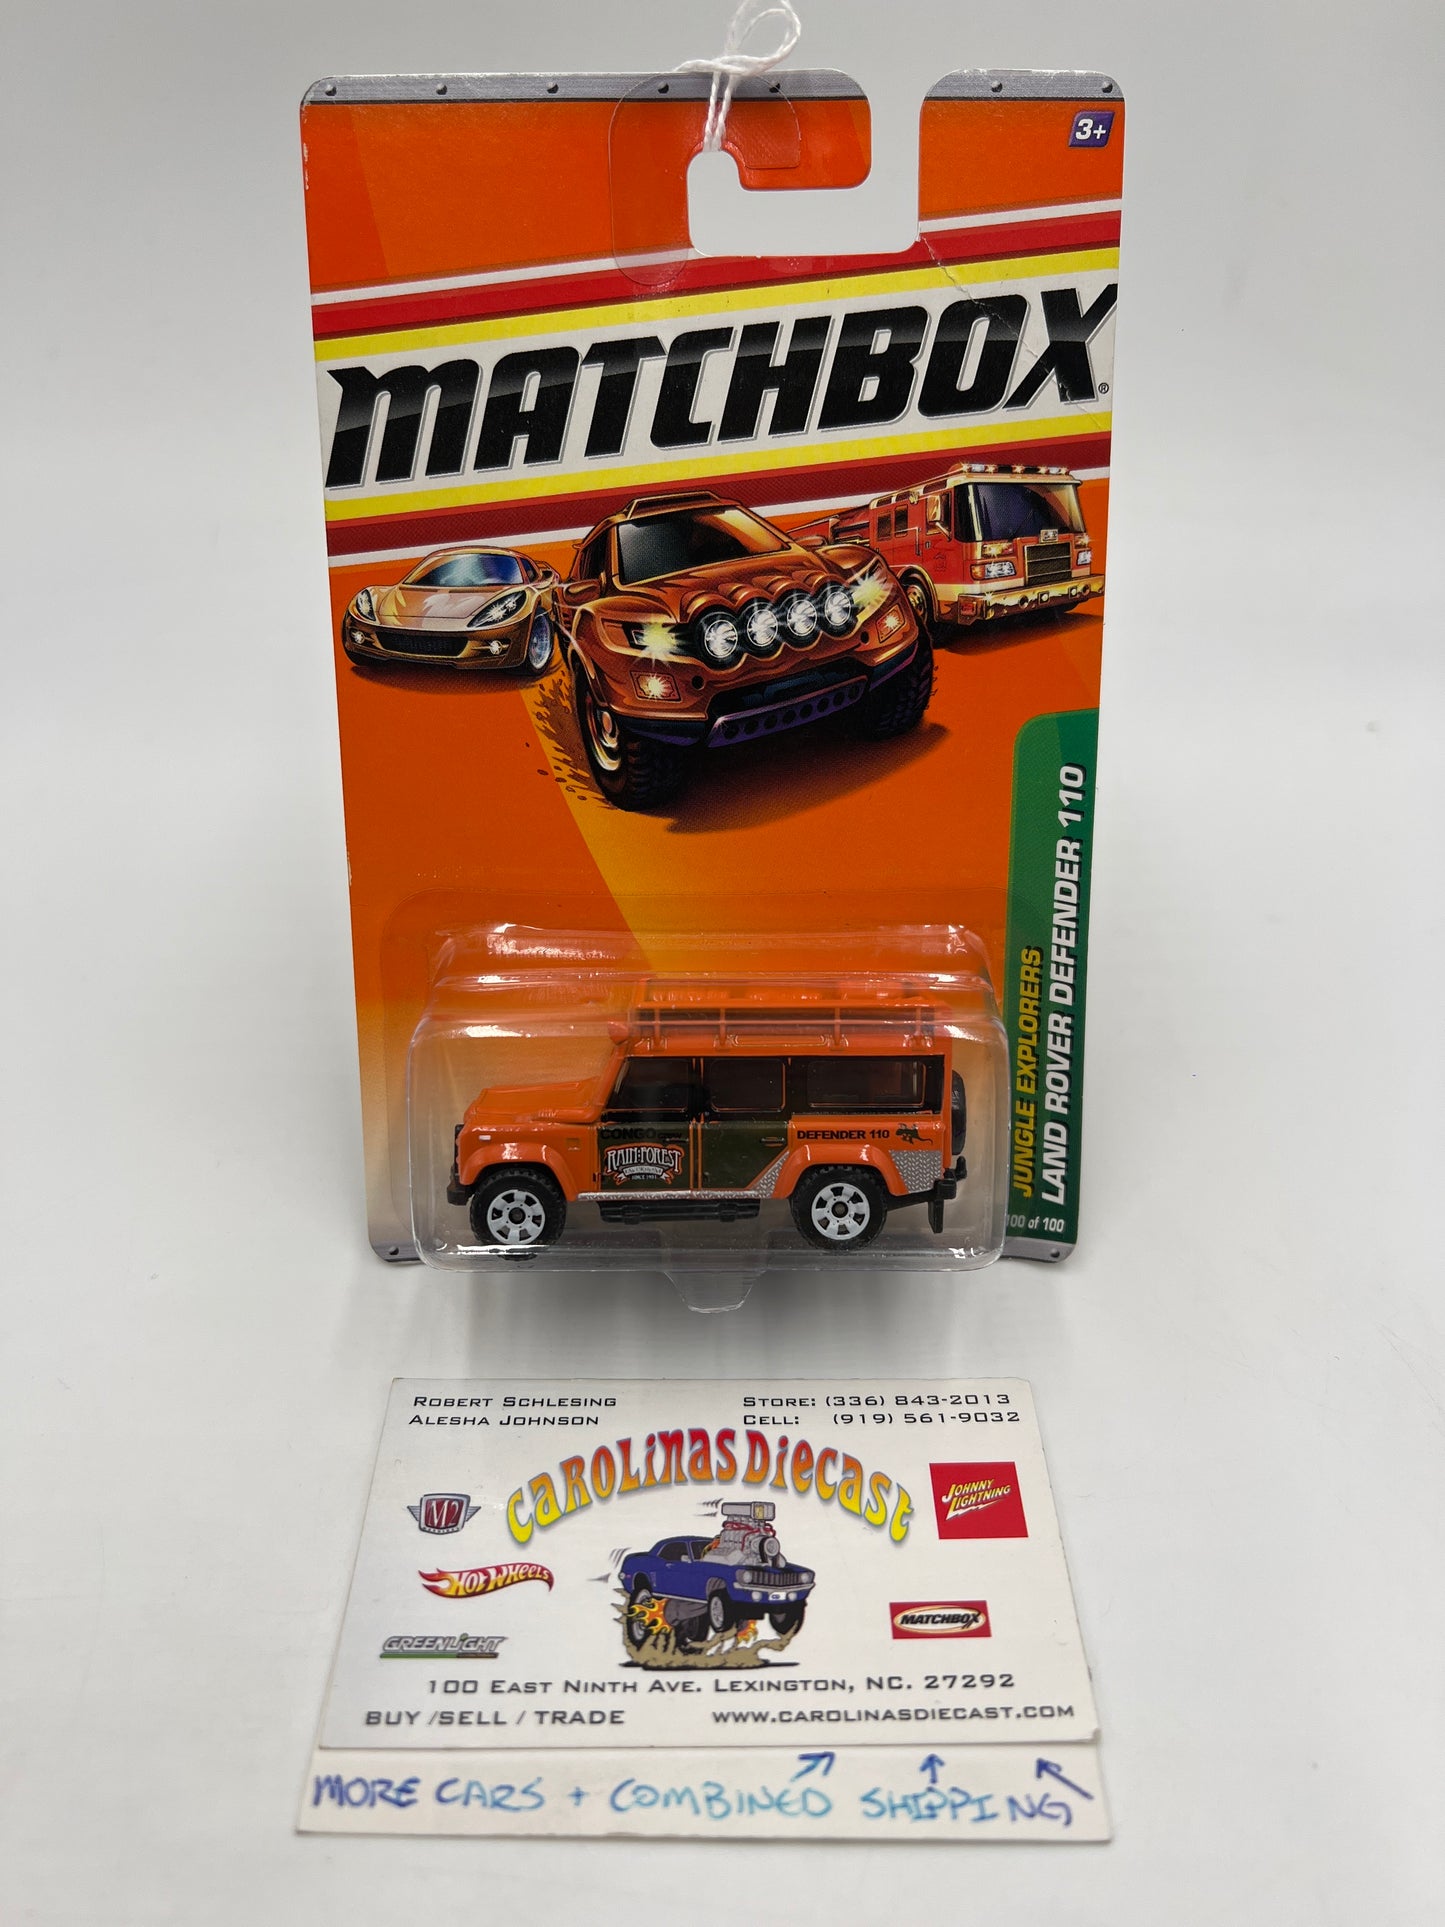 3+
MATCHBOX®
JUNGLE EXPLORERS
LAND ROVER DEFENDER 110
100 of 100
CONGO
RAIN-FOREST
SINCE 1981
DEFENDER 110
ROBERT SCHLESING
ALESHA JOHNSON
STORE: (336) 843-2013
CELL: (919) 561-9032
CAROLINAS DIECAST
M2
JOHNNY LIGHTNING
HOT WHEELS
MATCHBOX
GREENLIGHT
100 EAST NINTH AVE. LEXINGTON, NC. 27292
BUY /SELL / TRADE
WWW.CAROLINASDIECAST.COM
MORE CARS + COMBINED SHIPPING